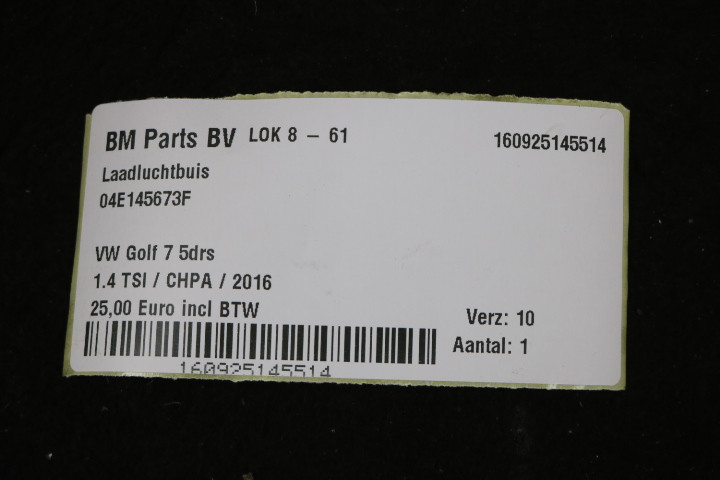 BM Parts BV LOK 8 - 61 160925145514
Laadluchtbuis
04E145673F
VW Golf 7 5drs
1.4 TSI / CHPA / 2016
25,00 Euro incl BTW
Verz: 10
Aantal: 1
160925145514